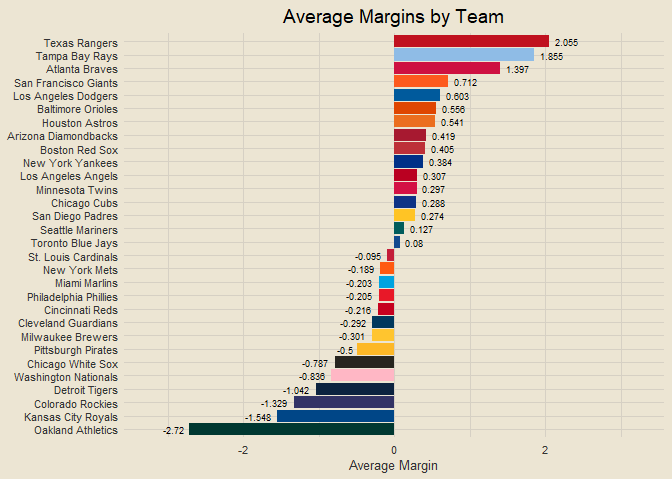 Average Margins by Team
Texas Rangers 2.055
Tampa Bay Rays 1.855
Atlanta Braves 1.397
San Francisco Giants 0.712
Los Angeles Dodgers 0.603
Baltimore Orioles 0.556
Houston Astros 0.541
Arizona Diamondbacks 0.419
Boston Red Sox 0.405
New York Yankees 0.384
Los Angeles Angels 0.307
Minnesota Twins 0.297
Chicago Cubs 0.288
San Diego Padres 0.274
Seattle Mariners 0.127
Toronto Blue Jays 0.08
St. Louis Cardinals -0.095
New York Mets -0.189
Miami Marlins -0.203
Philadelphia Phillies -0.205
Cincinnati Reds -0.216
Cleveland Guardians -0.292
Milwaukee Brewers -0.301
Pittsburgh Pirates -0.5
Chicago White Sox -0.787
Washington Nationals -0.836
Detroit Tigers -1.042
Colorado Rockies -1.329
Kansas City Royals -1.548
Oakland Athletics -2.72
-2 0 2
Average Margin